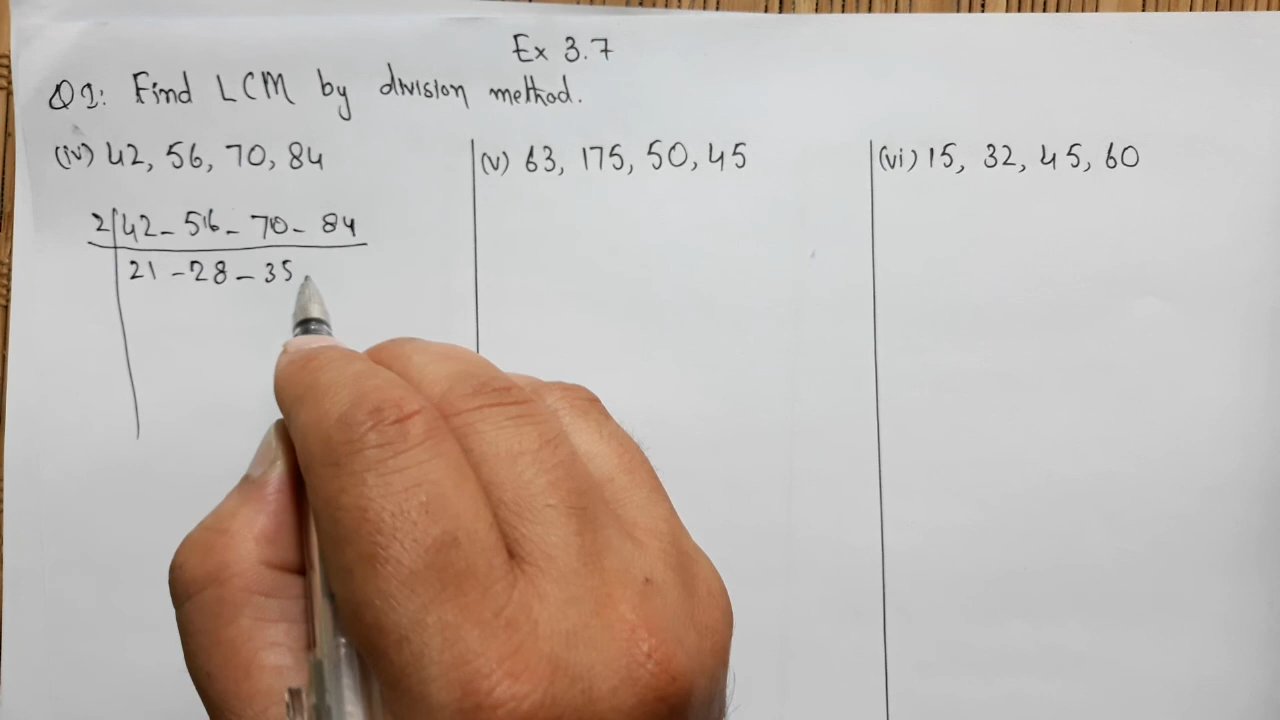 Ex 3.7
Q1: Find LCM by division method.
(iv) 42, 56, 70, 84
2 42 - 56 - 70 - 84
21 - 28 - 35
(v) 63, 175, 50, 45
(vi) 15, 32, 45, 60